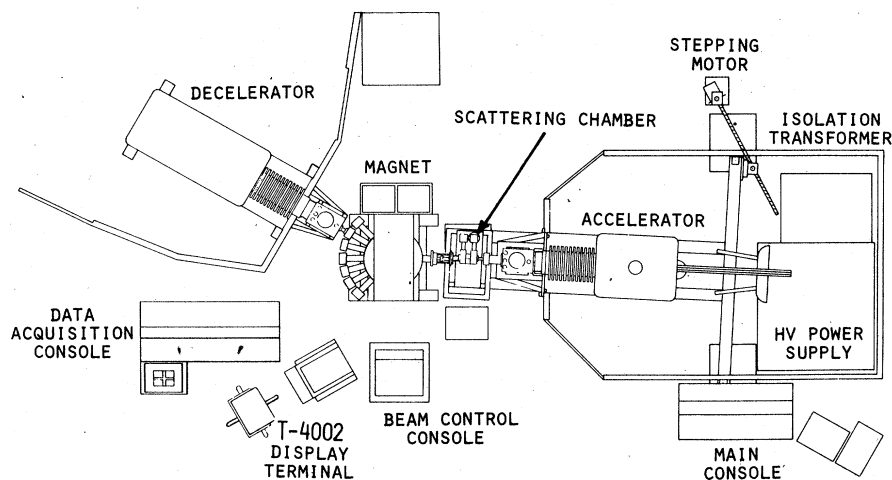 STEPPING
MOTOR
DECELERATOR
SCATTERING CHAMBER
ISOLATION
TRANSFORMER
MAGNET
ACCELERATOR
DATA
ACQUISITION
CONSOLE
HV POWER
SUPPLY
BEAM CONTROL
CONSOLE
T-4002
DISPLAY
TERMINAL
MAIN
CONSOLE